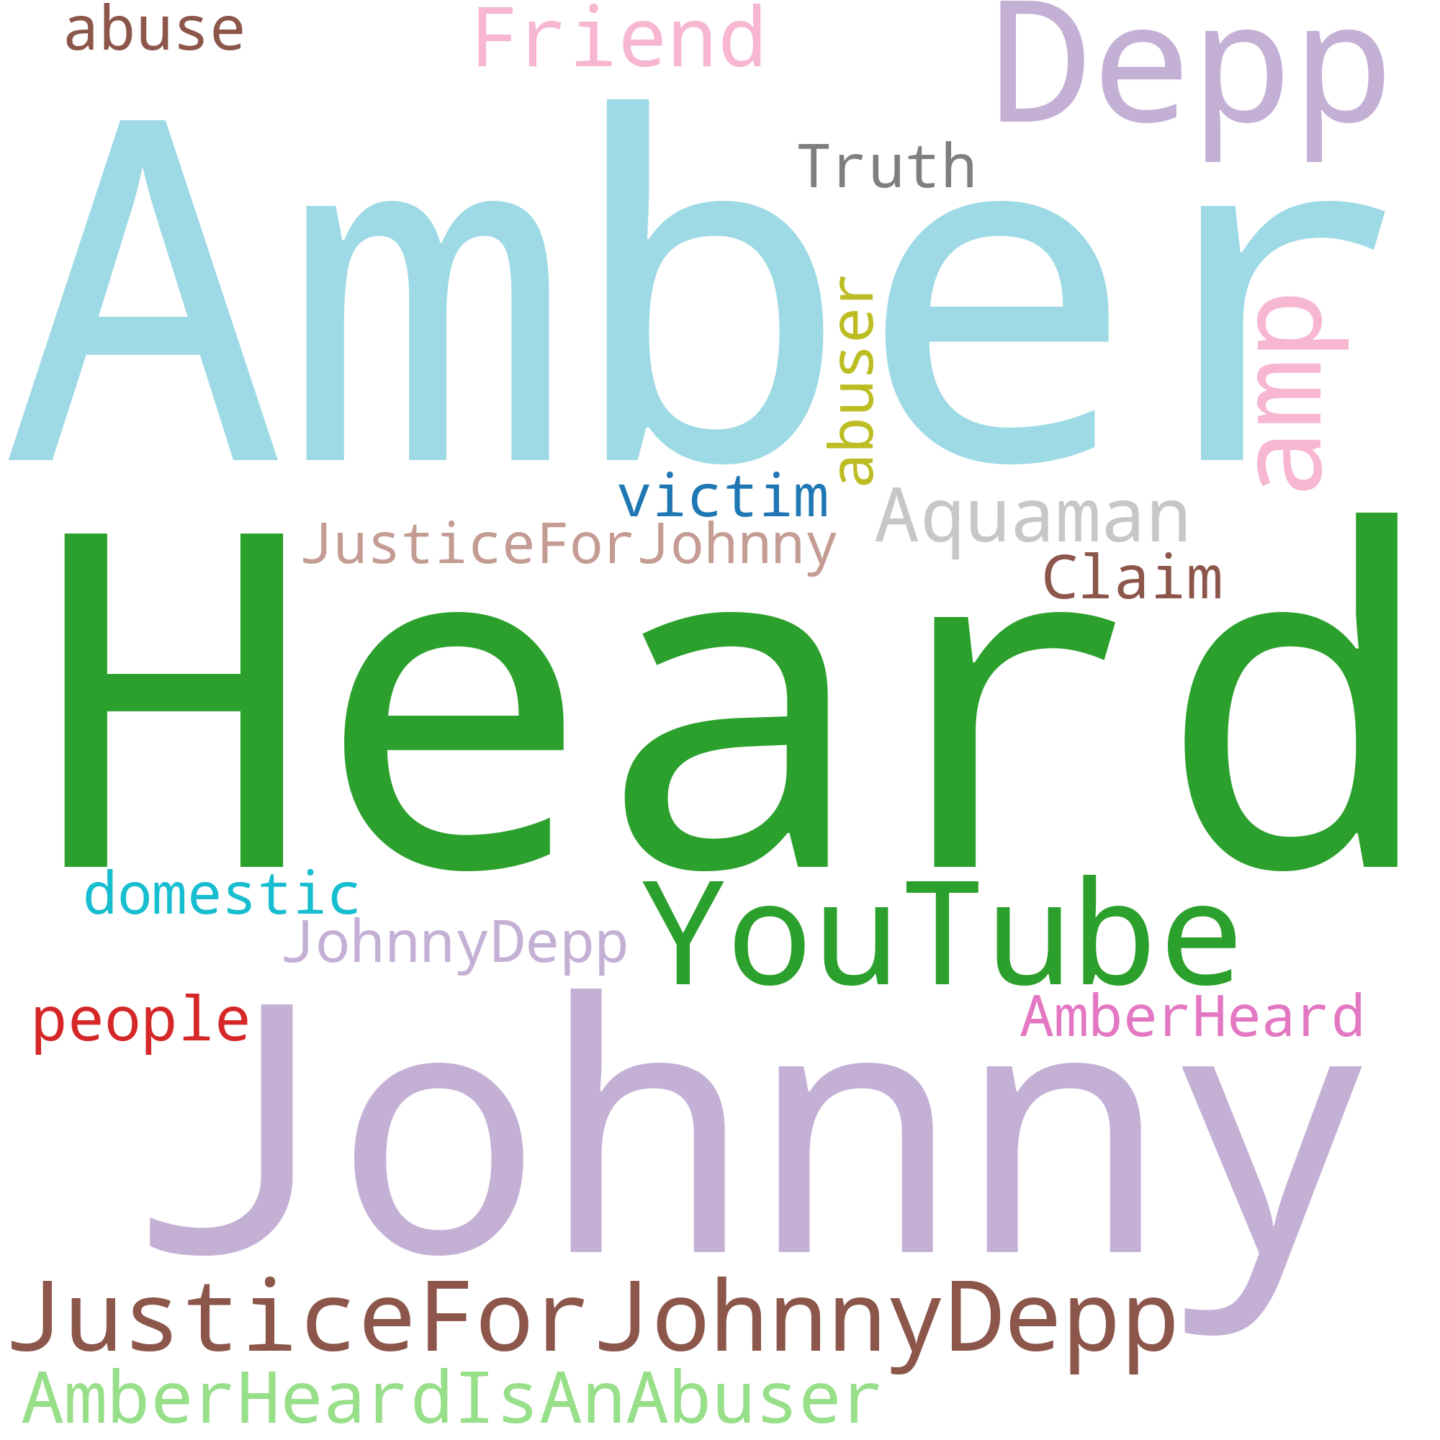 abuse
Friend
Depp
Truth
Amber
abuser
amp
victim
Aquaman
JusticeForJohnny
Claim
Heard
domestic
YouTube
JohnnyDepp
people
AmberHeard
Johnny
JusticeForJohnnyDepp
AmberHeardIsAnAbuser